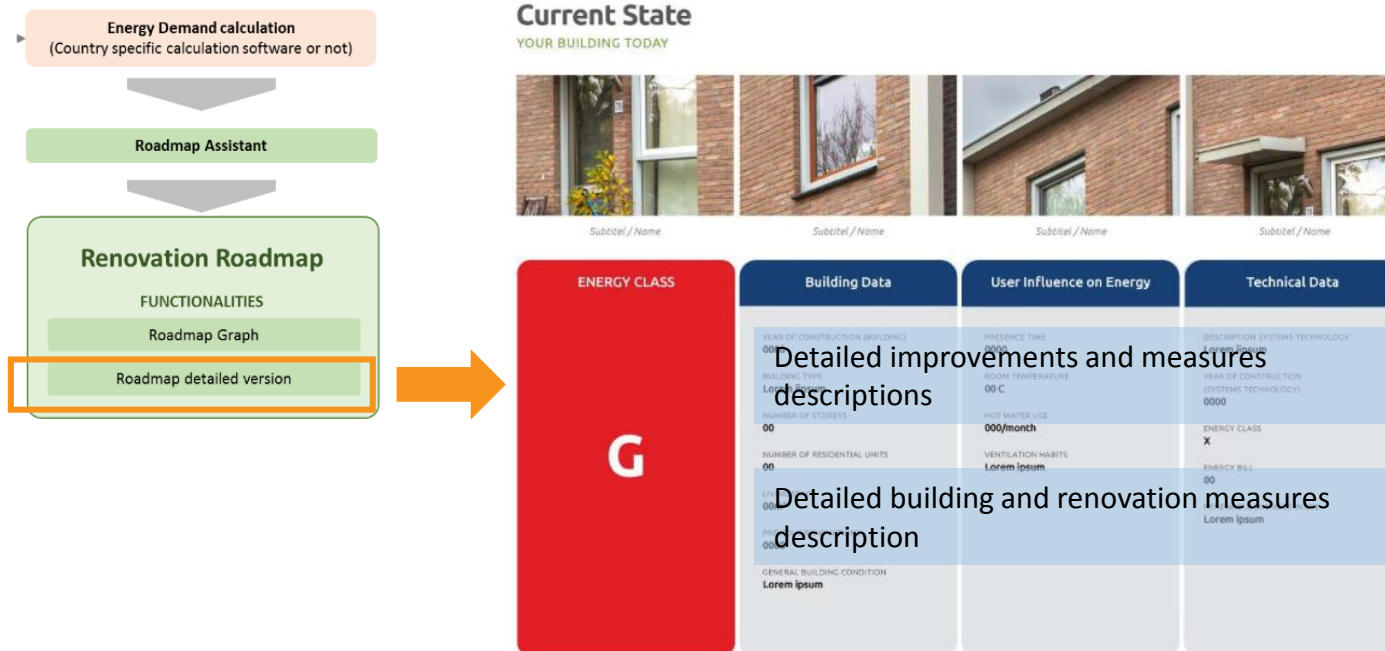 Energy Demand calculation
(Country specific calculation software or not)
Roadmap Assistant
Renovation Roadmap
FUNCTIONALITIES
Roadmap Graph
Roadmap detailed version
Current State
YOUR BUILDING TODAY
Subtitel / Name
Subtitel / Name
Subtitel / Name
Subtitel / Name
ENERGY CLASS
G
Building Data
YEAR OF CONSTRUCTION (BUILDING)
BUILDING TYPE
Lorem ipsum
NUMBER OF STOREYS
00
NUMBER OF RESIDENTIAL UNITS
00
GENERAL BUILDING CONDITION
Lorem ipsum
User Influence on Energy
PRESENCE TIME
0000
ROOM TEMPERATURE
00 C
HOT WATER USE
000/month
VENTILATION HABITS
Lorem ipsum
Technical Data
DESCRIPTION SYSTEMS TECHNOLOGY
Lorem ipsum
YEAR OF CONSTRUCTION
(SYSTEMS TECHNOLOGY)
0000
ENERGY CLASS
X
ENERGY BILL
00
Lorem ipsum
Detailed improvements and measures
descriptions
Detailed building and renovation measures
description